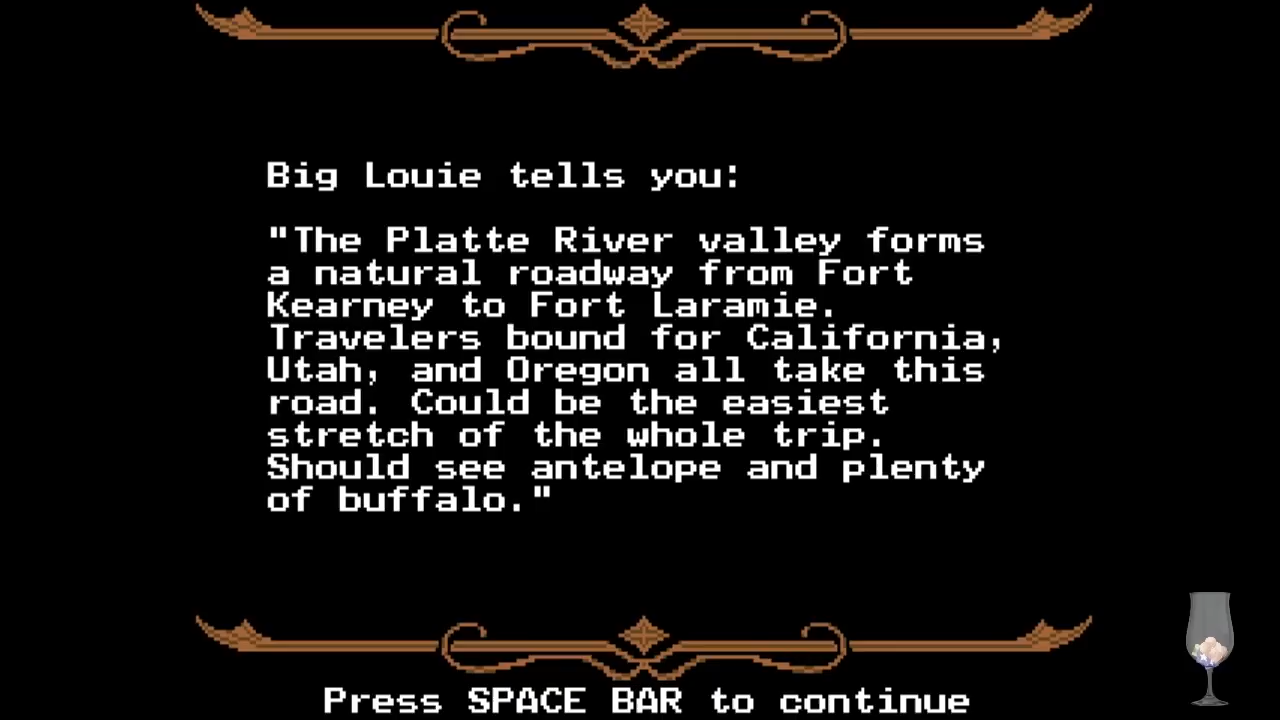 Big Louie tells you:
"The Platte River valley forms
a natural roadway from Fort
Kearney to Fort Laramie.
Travelers bound for California,
Utah, and Oregon all take this
road. Could be the easiest
stretch of the whole trip.
Should see antelope and plenty
of buffalo."
Press SPACE BAR to continue